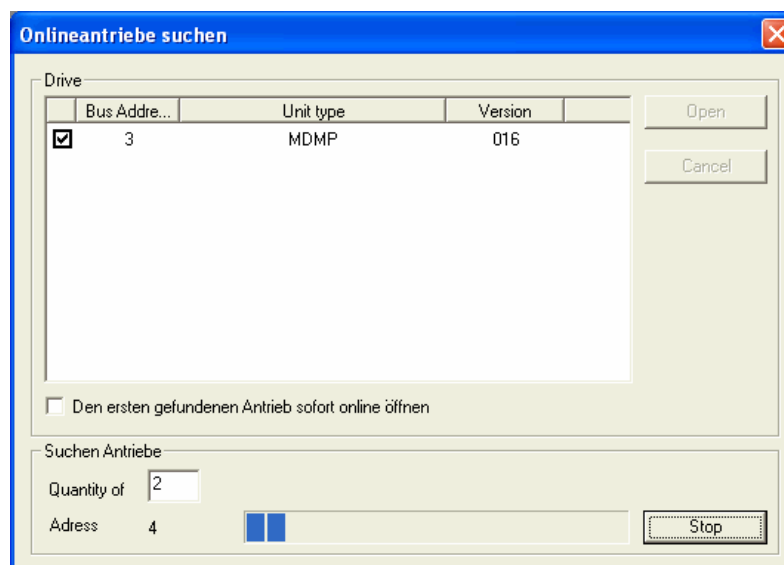 Onlineantriebe suchen
Drive
Bus Addre... Unit type Version
3 MDMP 016
Open
Cancel
Den ersten gefundenen Antrieb sofort online öffnen
Suchen Antriebe
Quantity of 2
Adress 4
Stop